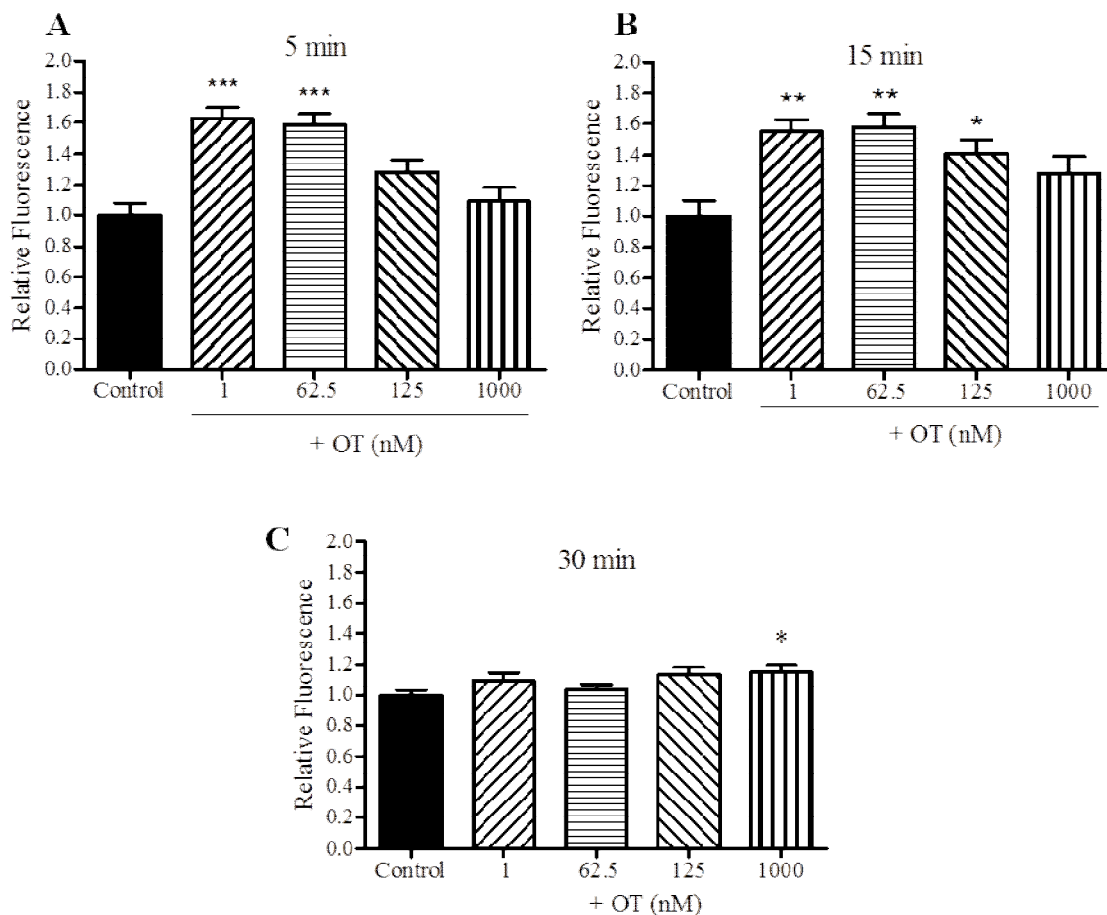 A
5 min
Relative Fluorescence
2.0
1.8
1.6
1.4
1.2
1.0
0.8
0.6
0.4
0.2
0.0
*** ***
Control 1 62.5 125 1000
+ OT (nM)
B
15 min
Relative Fluorescence
2.0
1.8
1.6
1.4
1.2
1.0
0.8
0.6
0.4
0.2
0.0
** ** *
Control 1 62.5 125 1000
+ OT (nM)
C
30 min
Relative Fluorescence
2.0
1.8
1.6
1.4
1.2
1.0
0.8
0.6
0.4
0.2
0.0
*
Control 1 62.5 125 1000
+ OT (nM)